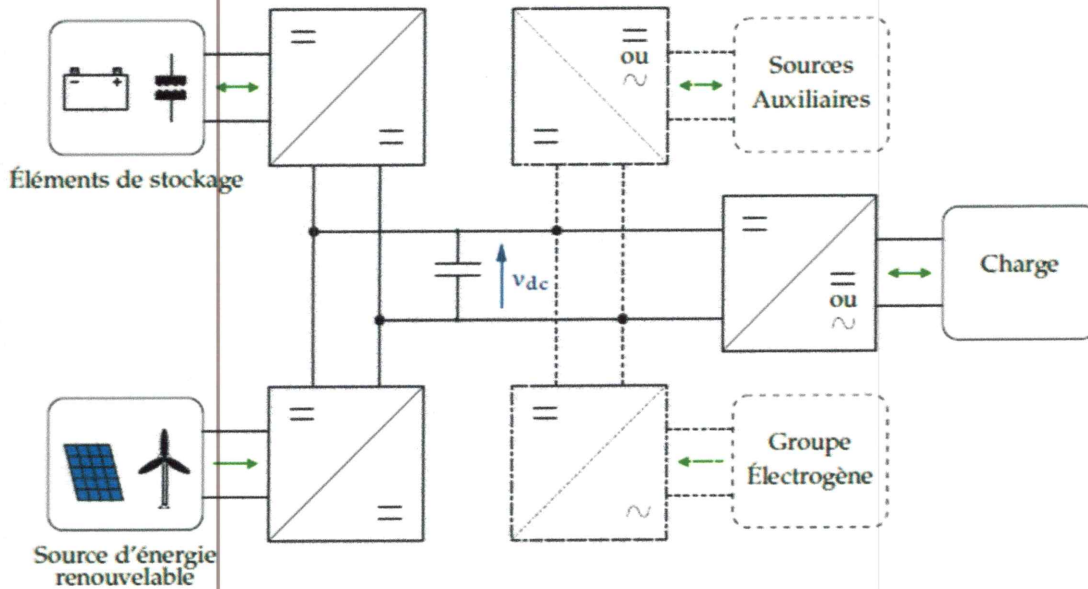 ou
Sources
Auxiliaires
Éléments de stockage
v_dc
ou
Charge
Groupe
Électrogène
Source d'énergie
renouvelable